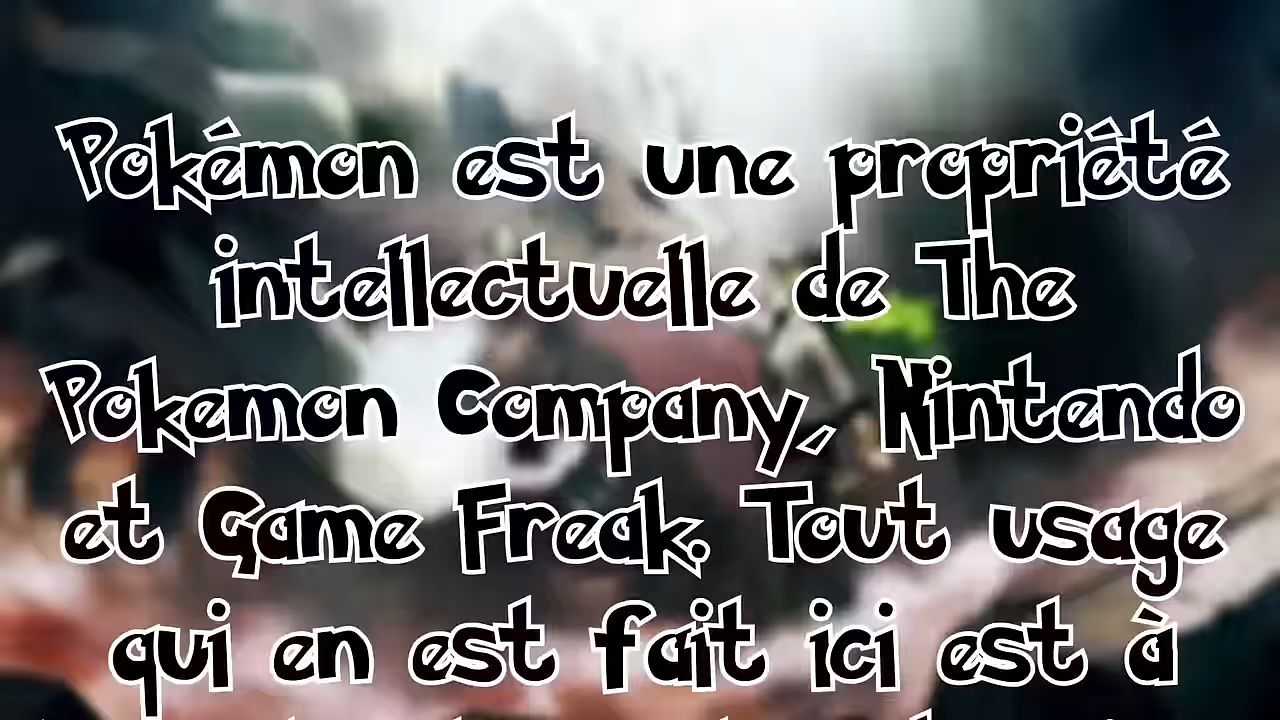 Pokémon est une propriété
intellectuelle de The
Pokemon Company, Nintendo
et Game Freak. Tout usage
qui en est fait ici est à